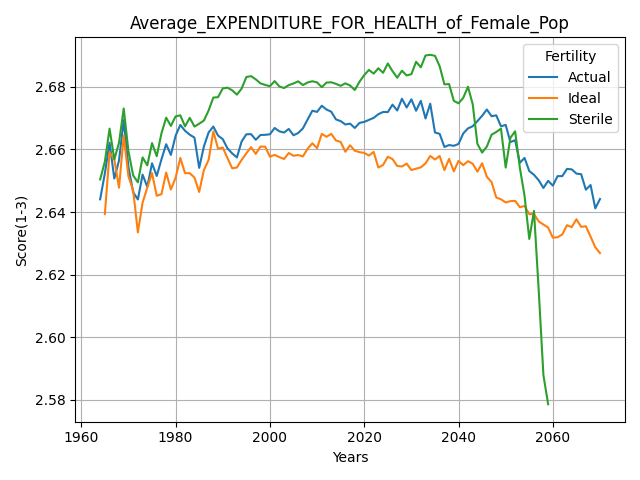 Average_EXPENDITURE_FOR_HEALTH_of_Female_Pop
Fertility
Actual
Ideal
Sterile
Score(1-3)
2.68
2.66
2.64
2.62
2.60
2.58
1960 1980 2000 2020 2040 2060
Years